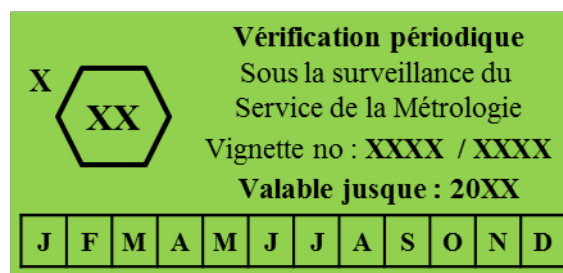 Vérification périodique
X
Sous la surveillance du
XX
Service de la Métrologie
Vignette no : XXXX / XXXX
Valable jusque : 20XX
J F M A M J J A S O N D